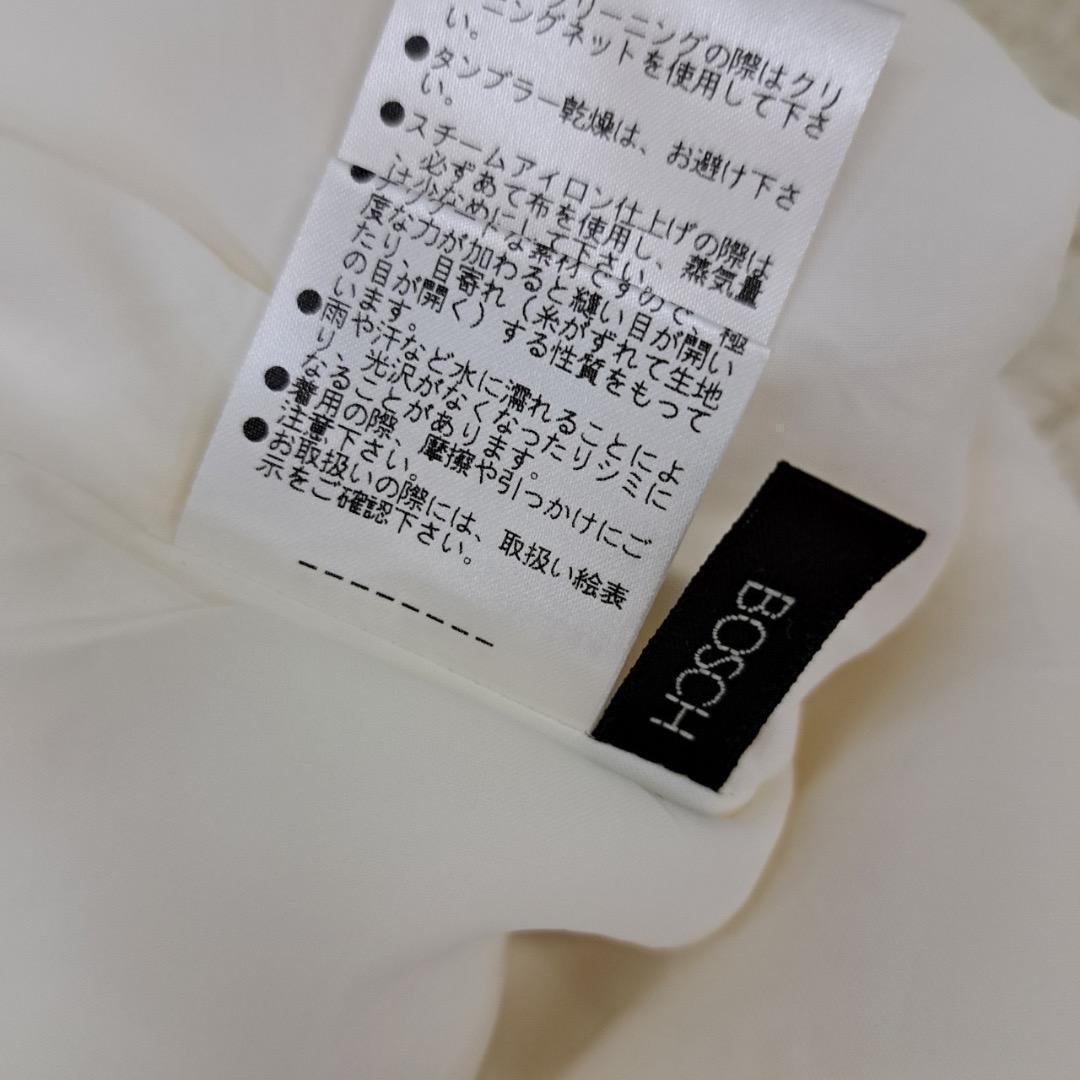 リーニングの際はクリ
ニングネットを使用して下さ
い。
●タンブラー乾燥は、お避け下さ
い。
●スチームアイロン仕上げの際は
必ずあて布を使用し、蒸気量
は少なめにして下さい。
な素材ですので、極
度な力が加わると縫い目が開い
たり、目寄れ(糸がずれて生地
の目が開く)する性質をもって
います。
●雨や汗など水に濡れることによ
り、光沢がなくなったりシミに
なることがあります。
●着用の際、摩擦や引っかけにご
注意下さい。
●お取扱いの際には、取扱い絵表
示をご確認下さい。
-------
BOSCH